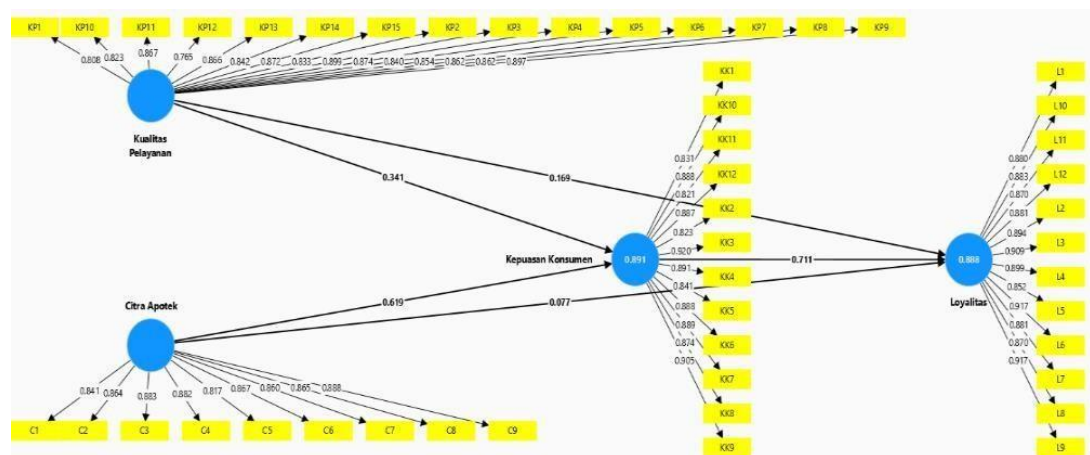 KP1 KP10 KP11 KP12 KP13 KP14 KP15 KP2 KP3 KP4 KP5 KP6 KP7 KP8 KP9
0.808 0.823 0.867 0.765 0.866 0.842 0.872 0.833 0.899 0.874 0.840 0.854 0.862 0.862 0.897
Kualitas
Pelayanan
0.341
0.169
KK1
KK10
KK11
KK12
KK2
KK3
KK4
KK5
KK6
KK7
KK8
KK9
0.831
0.888
0.821
0.887
0.823
0.920
0.891
0.841
0.888
0.889
0.874
0.905
Kepuasan Konsumen
0.891
0.711
L1
L10
L11
L12
L2
L3
L4
L5
L6
L7
L8
L9
0.880
0.883
0.870
0.881
0.894
0.909
0.899
0.852
0.917
0.881
0.870
0.917
0.888
Loyalitas
0.619
0.077
Citra Apotek
0.841 0.864 0.883 0.882 0.817 0.867 0.860 0.865 0.888
C1 C2 C3 C4 C5 C6 C7 C8 C9